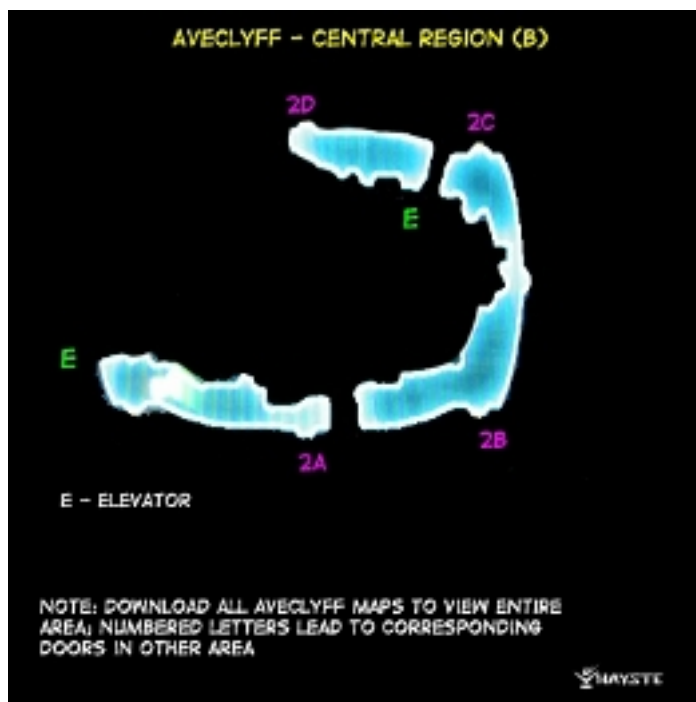 AVECLYFF - CENTRAL REGION (B)
2D
2C
E
E
2B
2A
E - ELEVATOR
NOTE: DOWNLOAD ALL AVECLYFF MAPS TO VIEW ENTIRE
AREA; NUMBERED LETTERS LEAD TO CORRESPONDING
DOORS IN OTHER AREA
HAYSTE